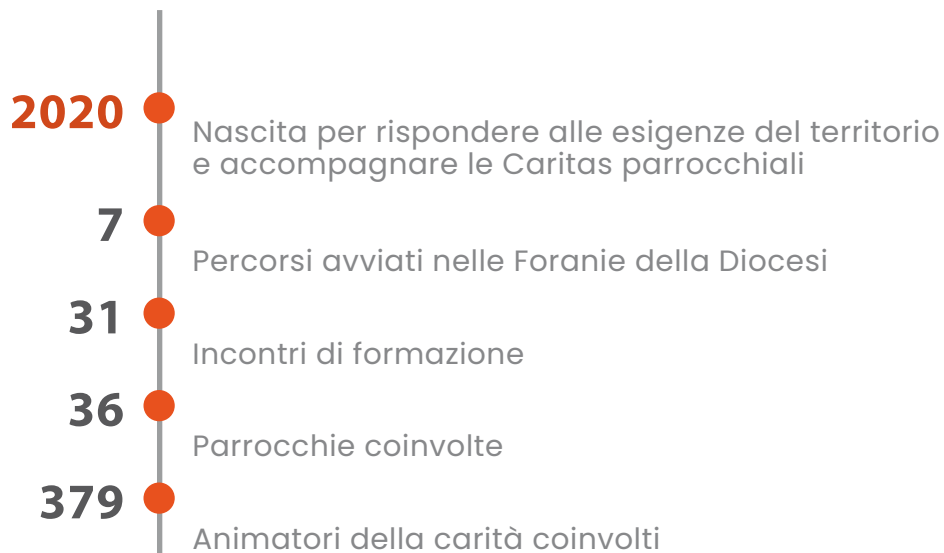 2020
Nascita per rispondere alle esigenze del territorio
e accompagnare le Caritas parrocchiali
7
Percorsi avviati nelle Foranie della Diocesi
31
Incontri di formazione
36
Parrocchie coinvolte
379
Animatori della carità coinvolti